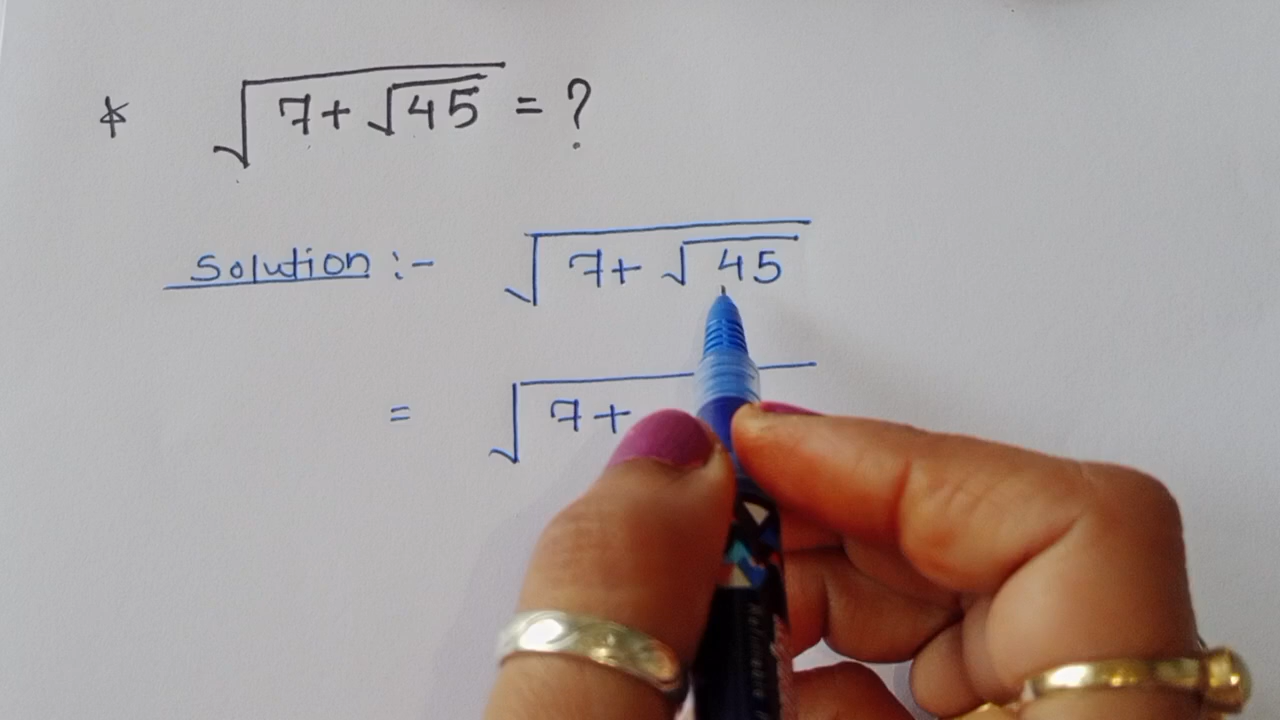 * √(7+√45) = ?
Solution :- √(7+√45)
= √(7+